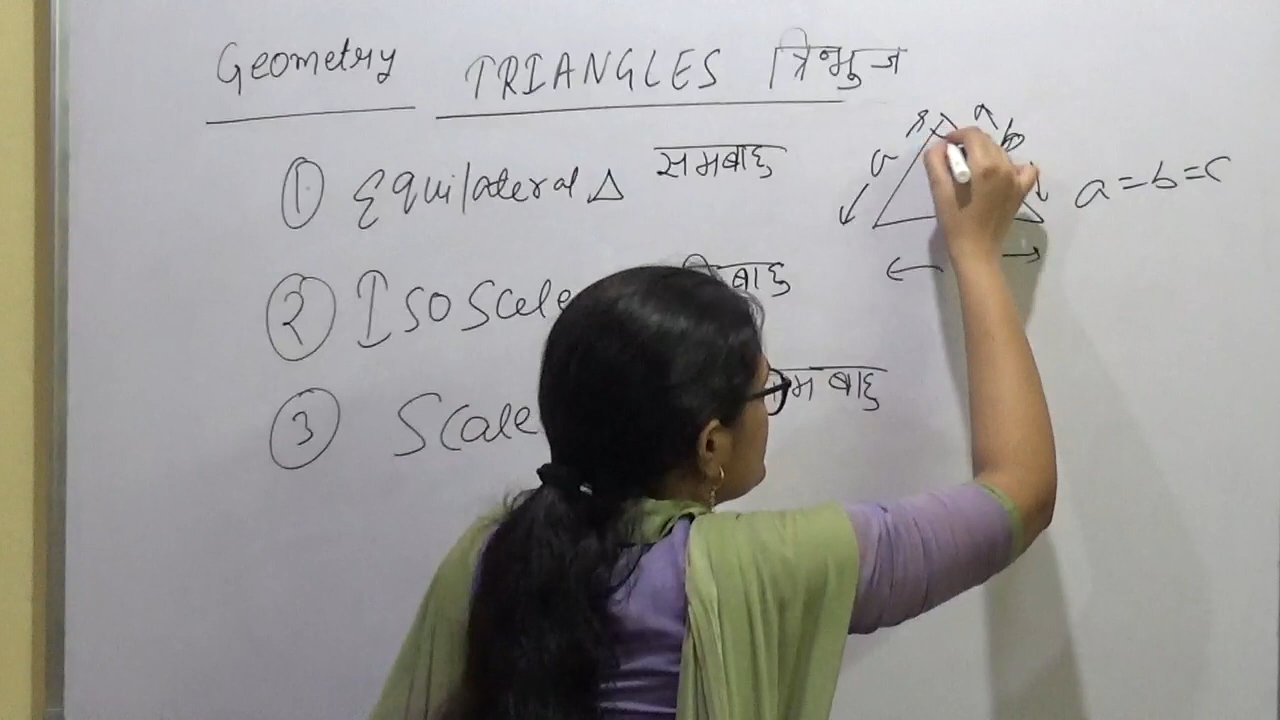 Geometry TRIANGLES त्रिभुज
① Equilateral Δ समबाहु a b a = b = c
② Isoscele बाहु
③ Scale म बाहु